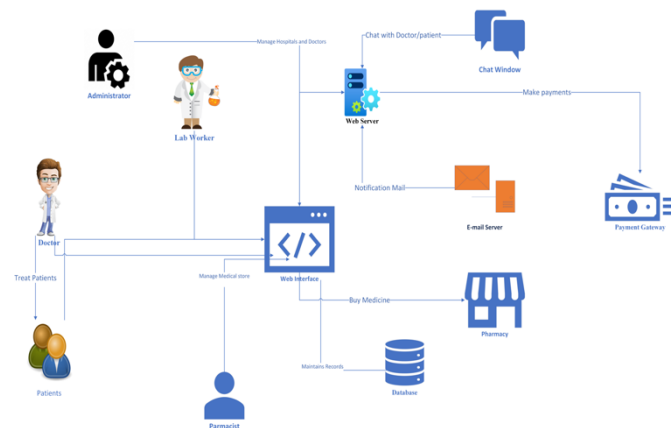 Manage Hospitals and Doctors
Chat with Doctor/patient
Chat Window
Administrator
Make payments
Web Server
Lab Worker
Notification Mail
E-mail Server
Payment Gateway
Doctor
Treat Patients
Manage Medical store
Web Interface
Buy Medicine
Pharmacy
Maintains Records
Patients
Database
Parmacist